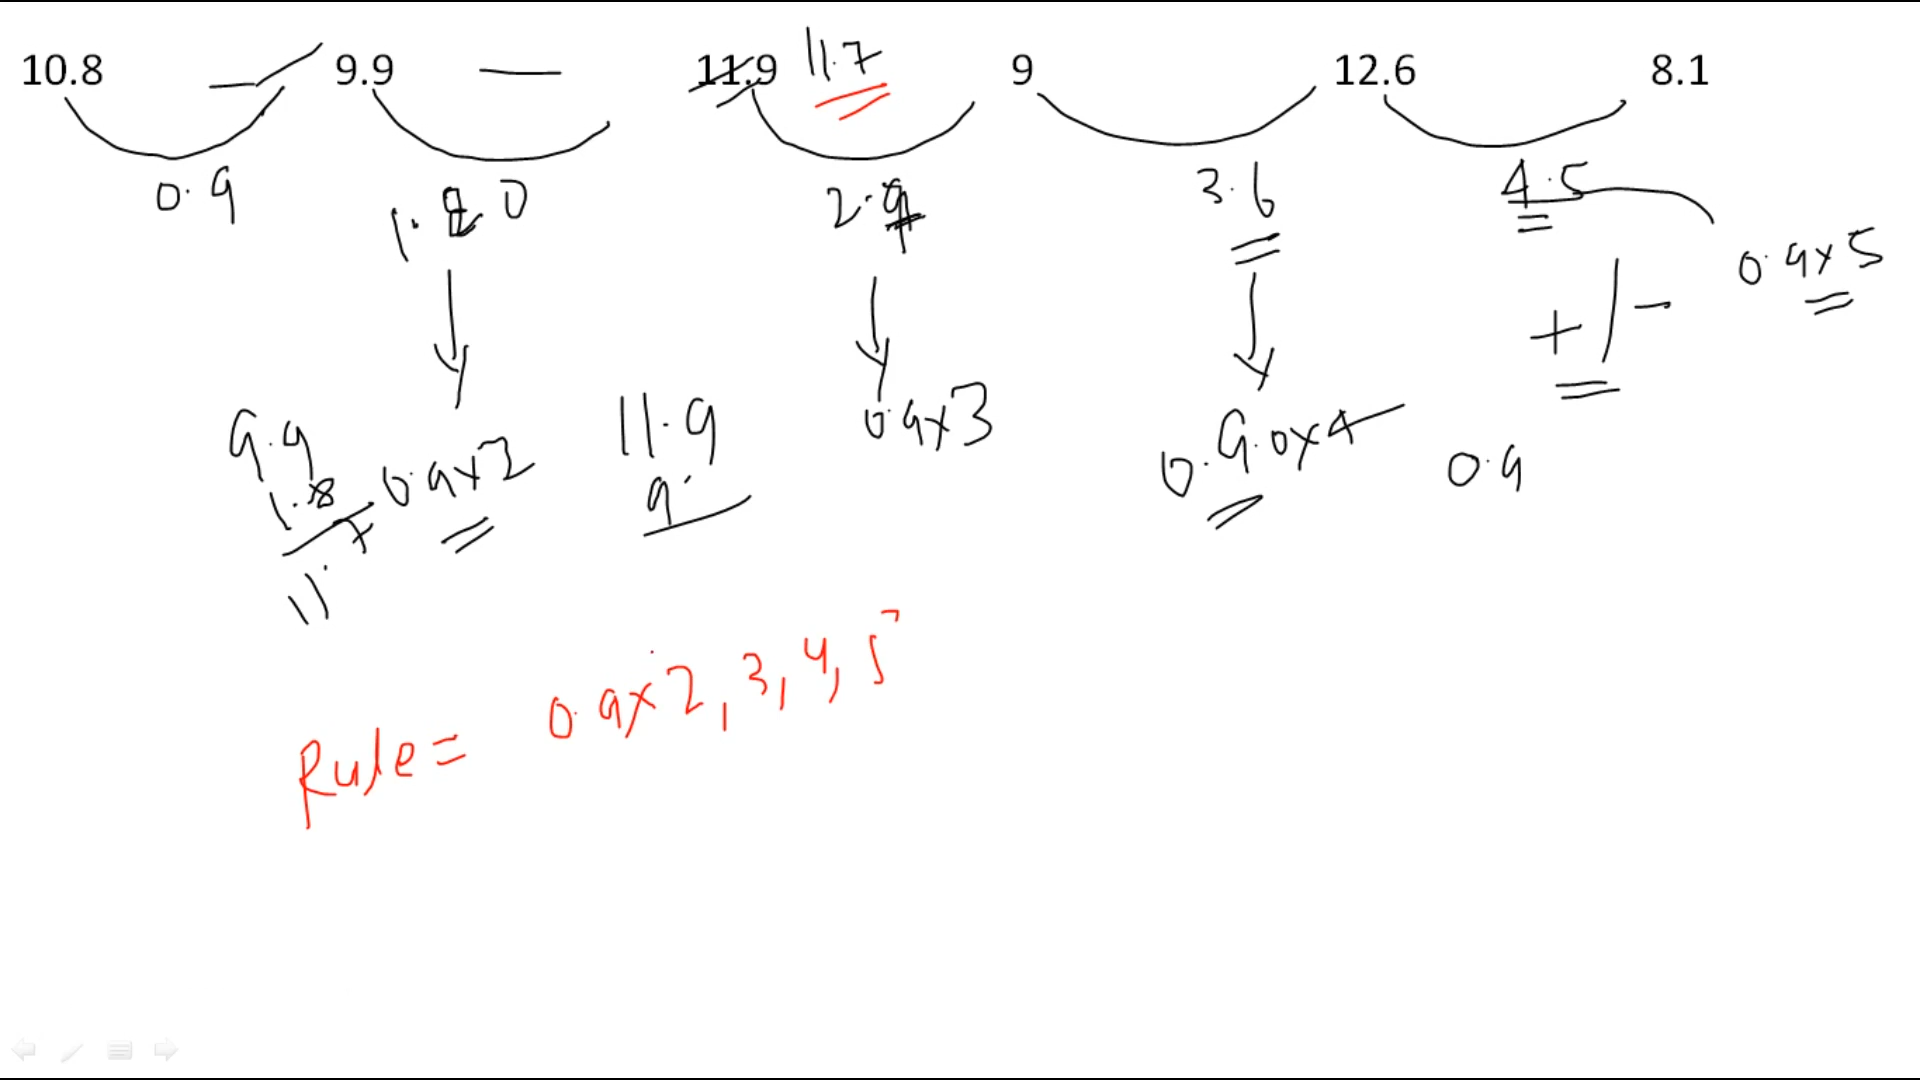 10.8 9.9 11.9 11.7 9 12.6 8.1
0.9 0 2.9 3.6 4.5
0.9x5
+/-
9.9 11.9 0.9x3 0.9.0x4 0.9
1.8 0.9x2 9.
11.7
Rule= 0.9x2,3,4,5